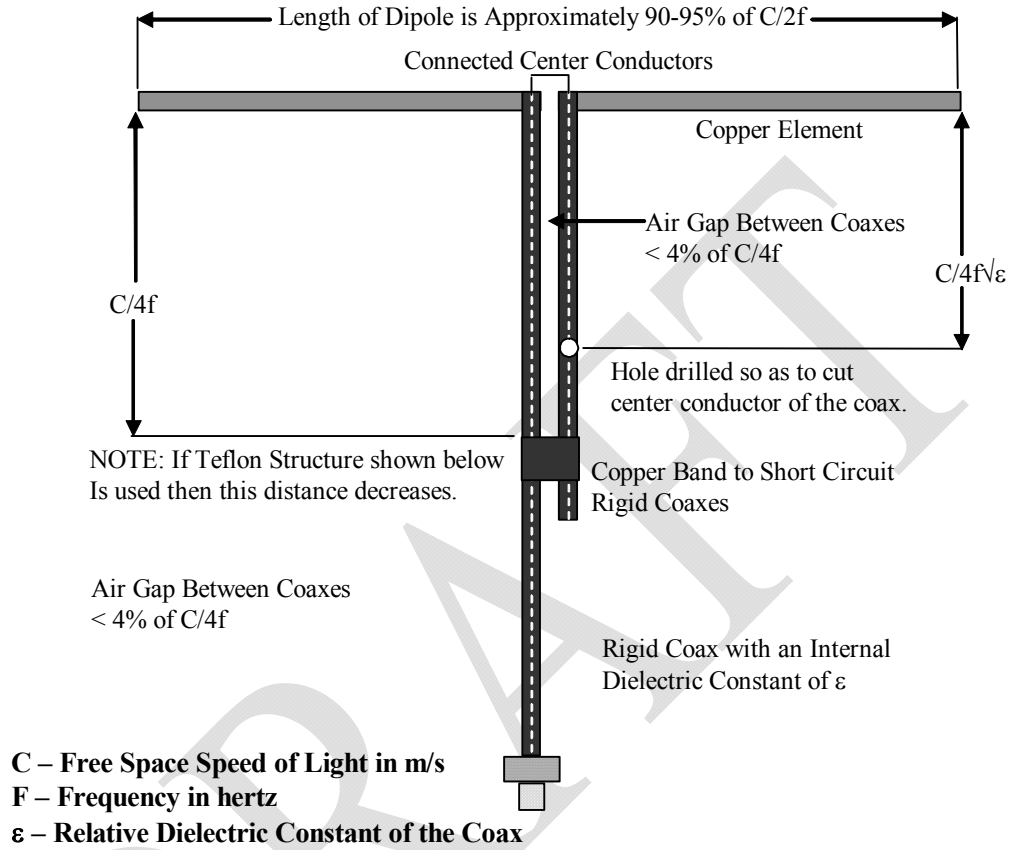 Length of Dipole is Approximately 90-95% of C/2f
Connected Center Conductors
Copper Element
Air Gap Between Coaxes
< 4% of C/4f
C/4f
C/4f√ε
Hole drilled so as to cut
center conductor of the coax.
NOTE: If Teflon Structure shown below
Is used then this distance decreases.
Copper Band to Short Circuit
Rigid Coaxes
Air Gap Between Coaxes
< 4% of C/4f
Rigid Coax with an Internal
Dielectric Constant of ε
C – Free Space Speed of Light in m/s
F – Frequency in hertz
ε – Relative Dielectric Constant of the Coax
DRAFT